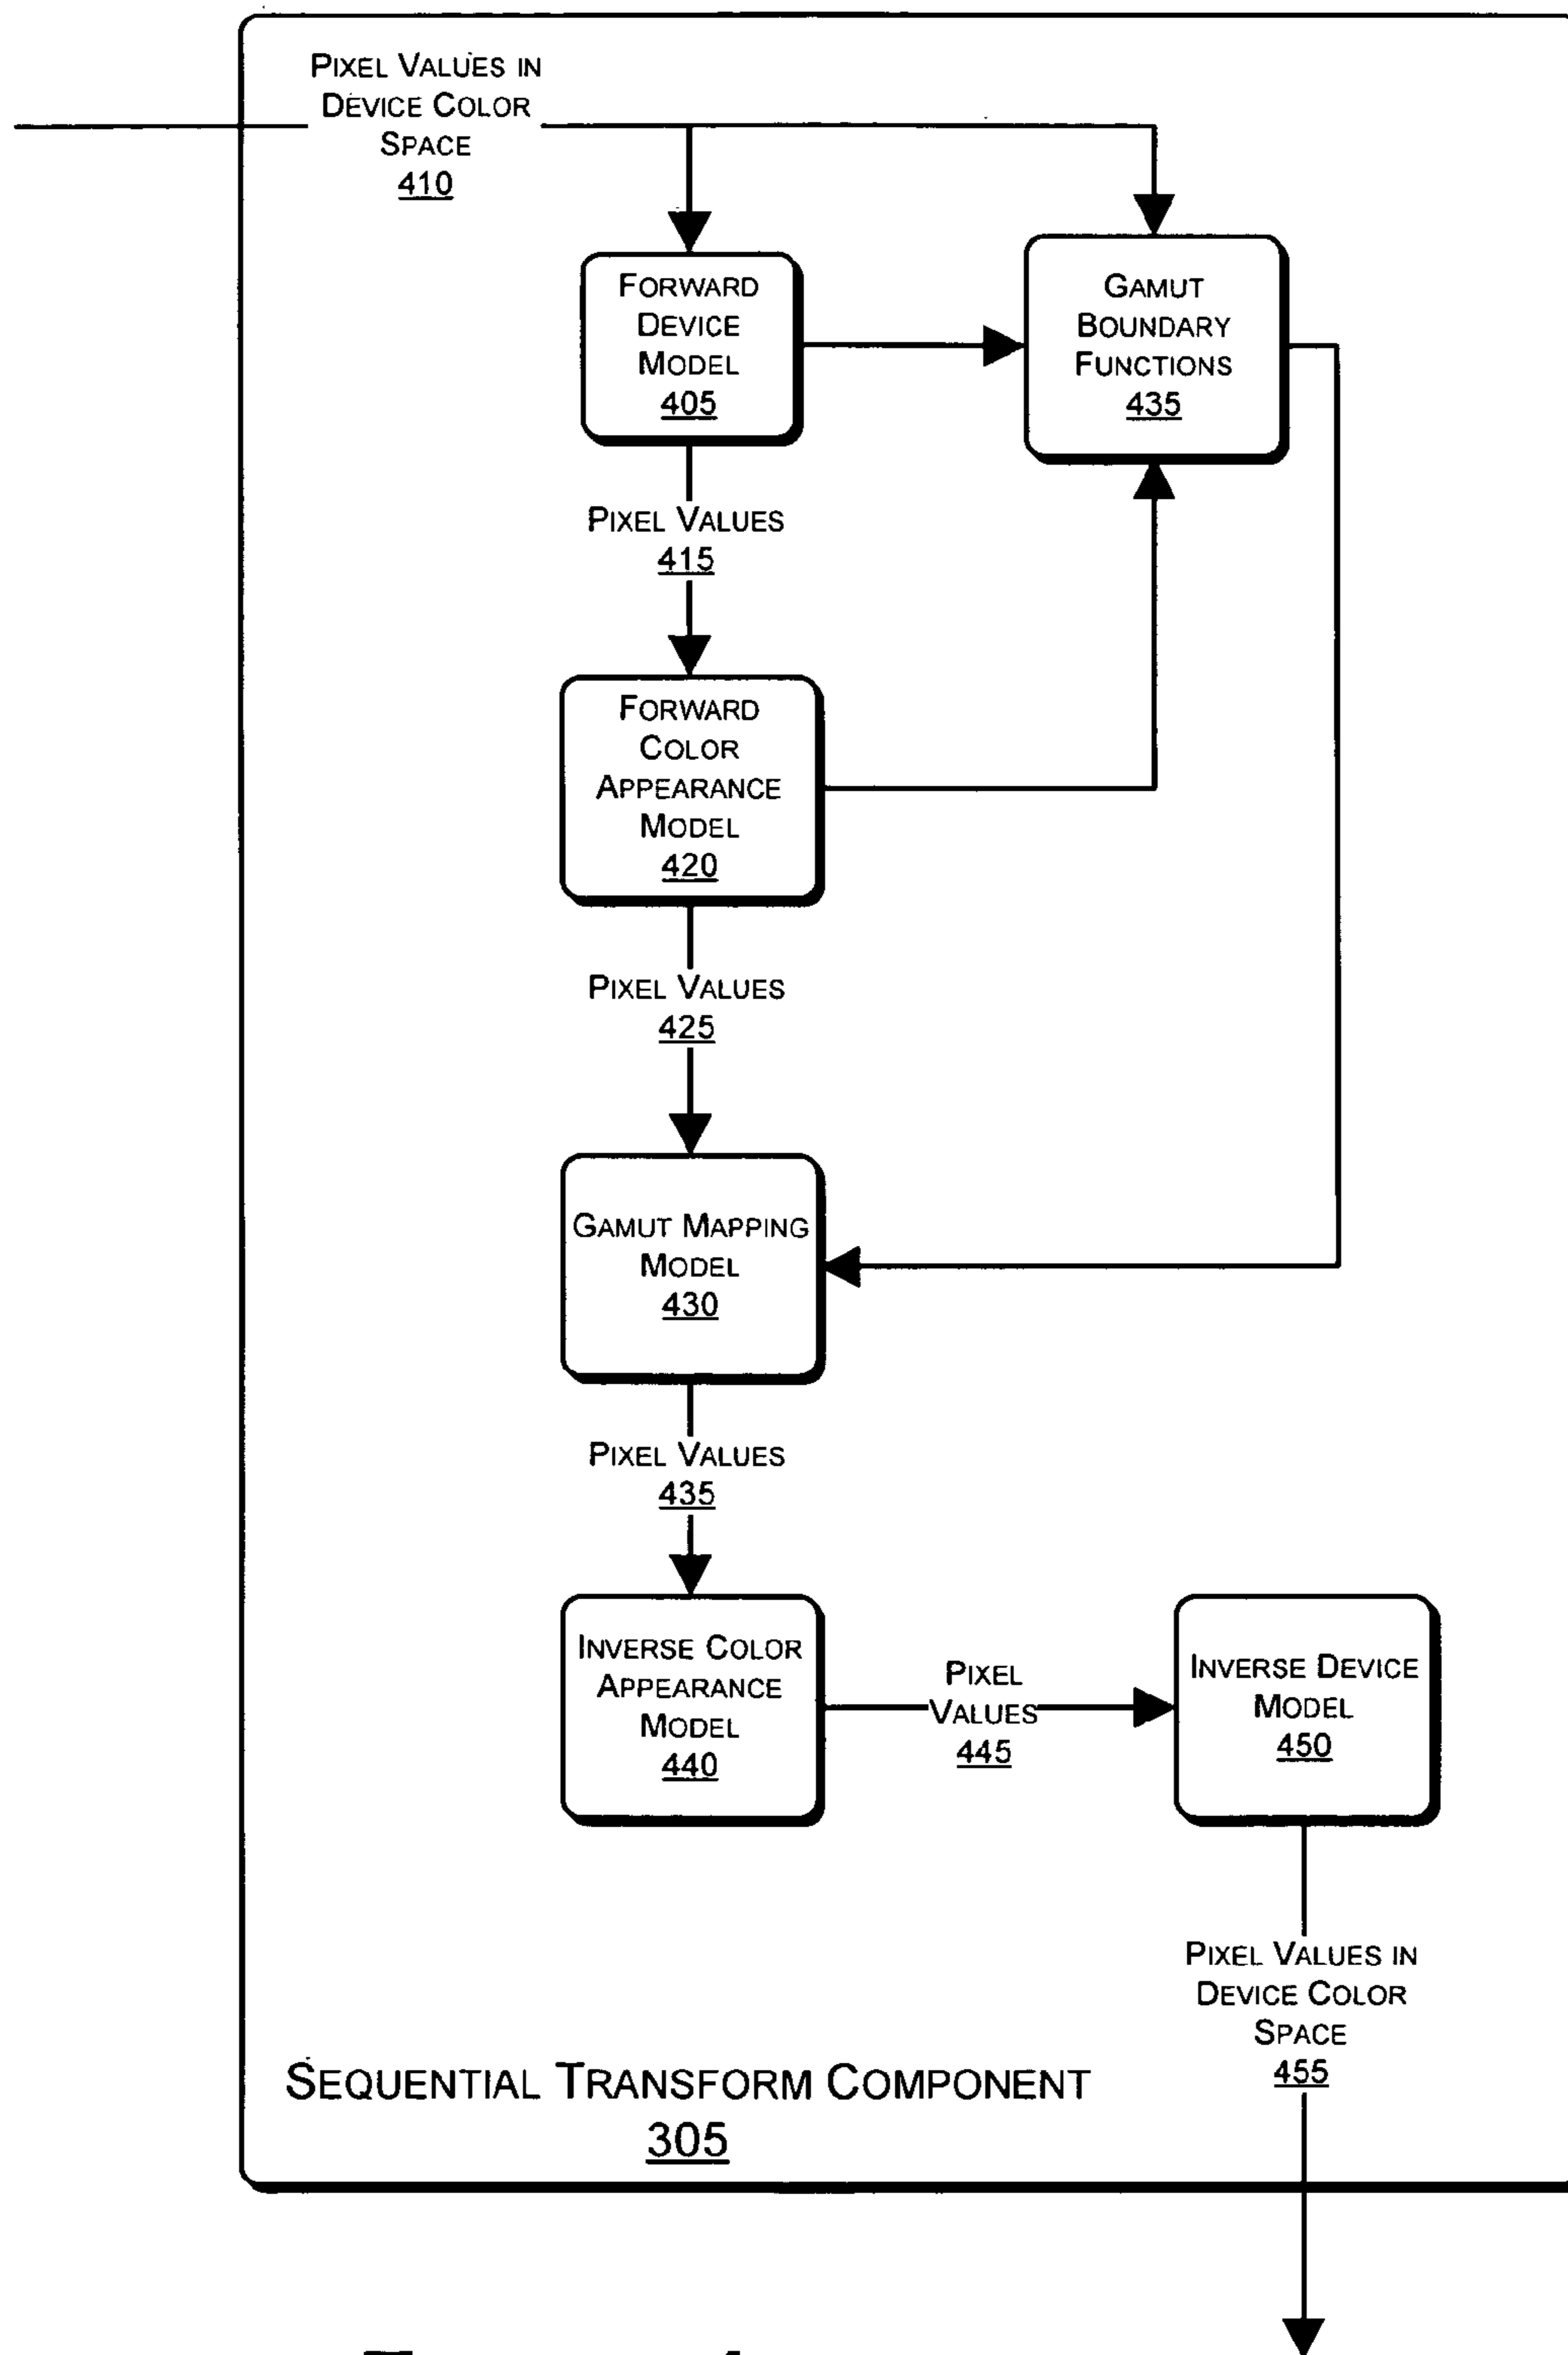 PIXEL VALUES IN
DEVICE COLOR
SPACE
410
FORWARD
DEVICE
MODEL
405
GAMUT
BOUNDARY
FUNCTIONS
435
PIXEL VALUES
415
FORWARD
COLOR
APPEARANCE
MODEL
420
PIXEL VALUES
425
GAMUT MAPPING
MODEL
430
PIXEL VALUES
435
INVERSE COLOR
APPEARANCE
MODEL
440
PIXEL
VALUES
445
INVERSE DEVICE
MODEL
450
PIXEL VALUES IN
DEVICE COLOR
SPACE
455
SEQUENTIAL TRANSFORM COMPONENT
305